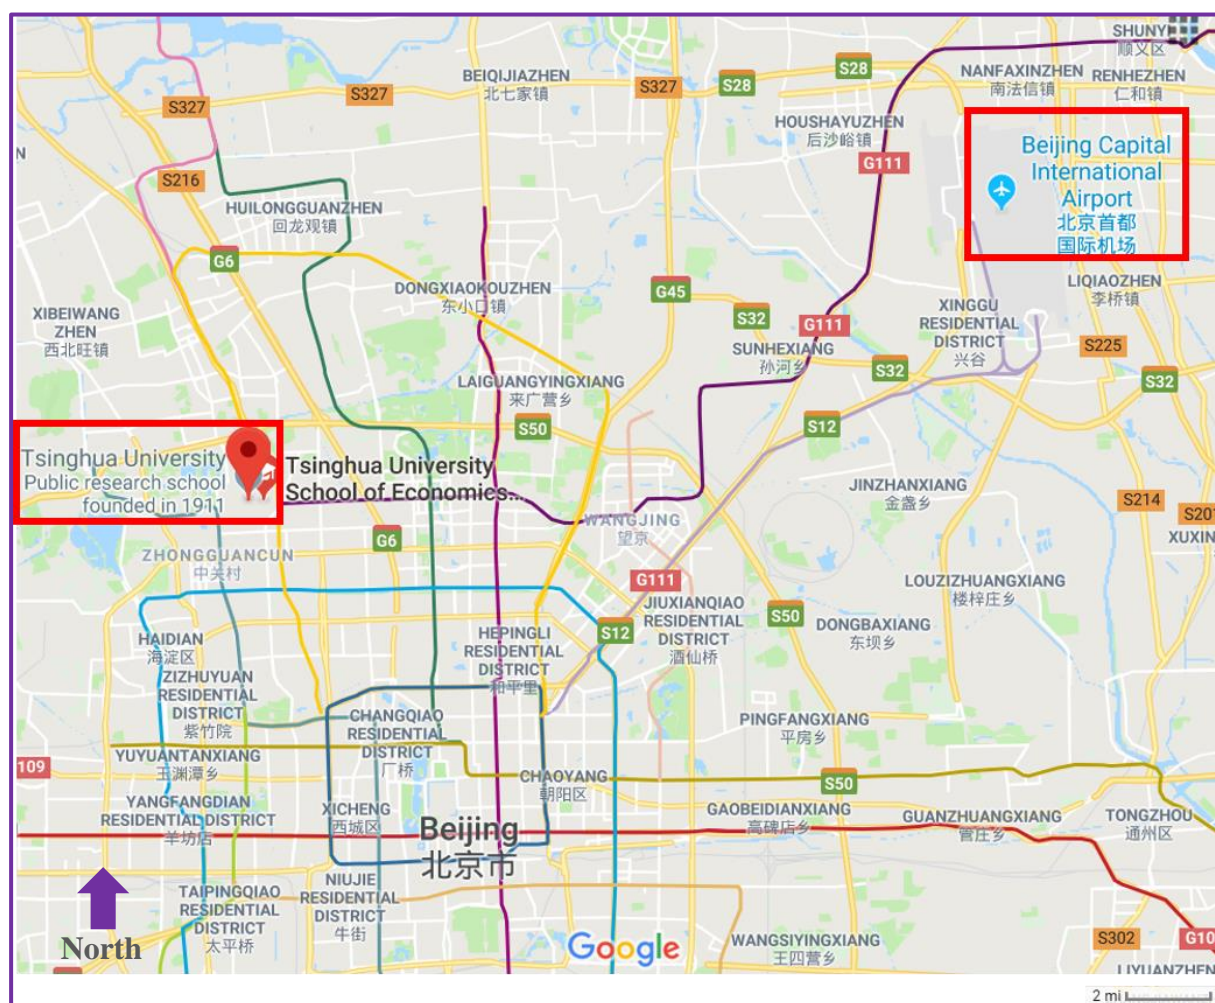 SHUNY
顺义区
BEIQIJIAZHEN
北七家镇
S28
S28
S327
S327
S327
NANFAXINZHEN
南法信镇
RENHEZHEN
仁和镇
HOUSHAYUZHEN
后沙峪镇
N
G111
Beijing Capital
International
Airport
北京首都
国际机场
S216
HUILONGGUANZHEN
回龙观镇
G6
DONGXIAOKOUZHEN
东小口镇
G45
LIQIAOZHEN
李桥镇
XIBEIWANG
ZHEN
西北旺镇
XINGGU
RESIDENTIAL
DISTRICT
兴谷
S32
G111
SUNHEXIANG
孙河乡
S225
S32
S32
LAIGUANGYINGXIANG
来广营乡
S50
S12
Tsinghua University
Public research school
founded in 1911
Tsinghua University
School of Economics...
JINZHANXIANG
金盏乡
S214
S201
WANGJING
望京
XUXIN
ZHONGGUANCUN
中关村
G6
G111
LOUZIZHUANGXIANG
楼梓庄乡
JIUXIANQIAO
RESIDENTIAL
DISTRICT
酒仙桥
S50
S12
DONGBAXIANG
东坝乡
HAIDIAN
海淀区
HEPINGLI
RESIDENTIAL
DISTRICT
和平里
ZIZHUYUAN
RESIDENTIAL
DISTRICT
紫竹院
CHANGQIAO
RESIDENTIAL
DISTRICT
厂桥
PINGFANGXIANG
平房乡
109
YUYUANTANXIANG
玉渊潭乡
CHAOYANG
朝阳区
S50
YANGFANGDIAN
RESIDENTIAL DISTRICT
羊坊店
XICHENG
西城区
Beijing
北京市
GAOBEIDIANXIANG
高碑店乡
GUANZHUANGXIANG
管庄乡
TONGZHOU
通州区
TAIPINGQIAO
RESIDENTIAL
DISTRICT
太平桥
NIUJIE
RESIDENTIAL
DISTRICT
牛街
North
Google
WANGSIYINGXIANG
王四营乡
S302
G10
LIYUANZHEN
2 mi